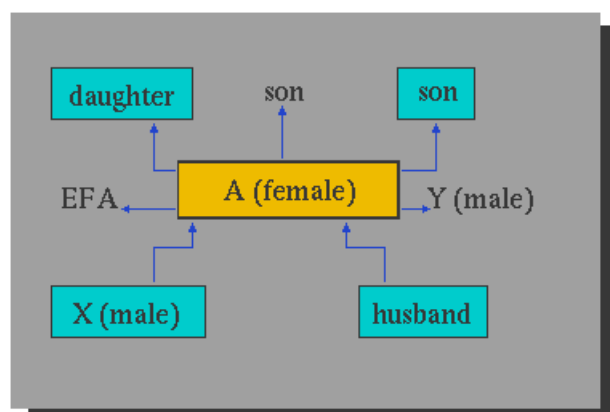 daughter
son
son
A (female)
EFA
Y (male)
X (male)
husband